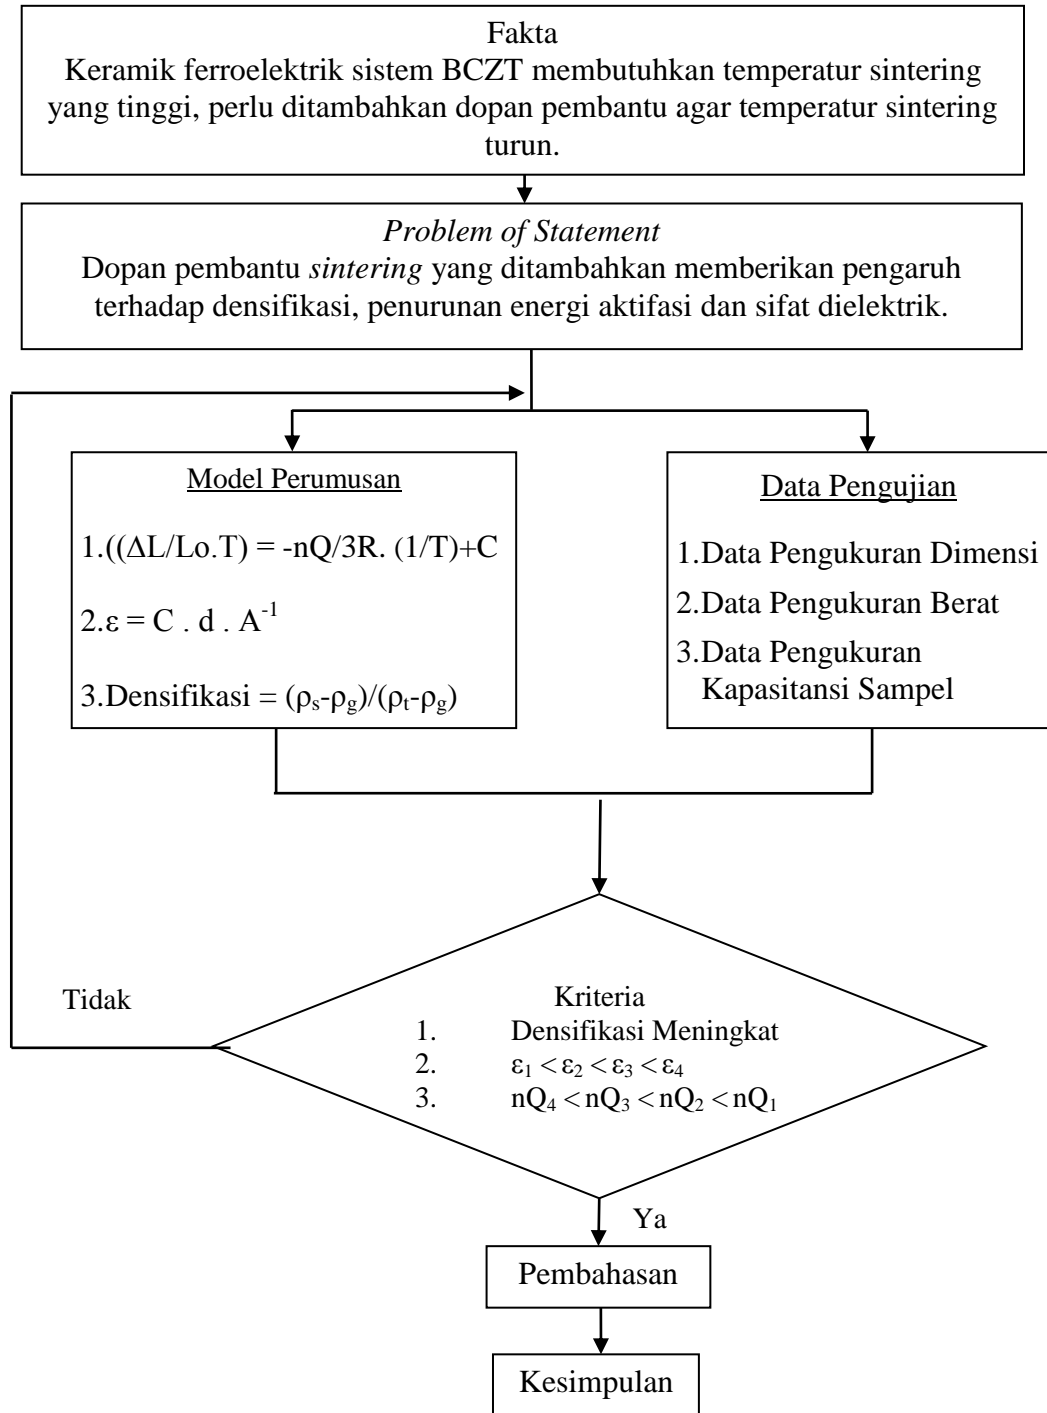 Fakta
Keramik ferroelektrik sistem BCZT membutuhkan temperatur sintering
yang tinggi, perlu ditambahkan dopan pembantu agar temperatur sintering
turun.
Problem of Statement
Dopan pembantu sintering yang ditambahkan memberikan pengaruh
terhadap densifikasi, penurunan energi aktifasi dan sifat dielektrik.
Model Perumusan
1.((ΔL/Lo.T) = -nQ/3R. (1/T)+C
2.ε = C . d . A⁻¹
3.Densifikasi = (ρₛ-ρg)/(ρₜ-ρg)
Data Pengujian
1.Data Pengukuran Dimensi
2.Data Pengukuran Berat
3.Data Pengukuran
Kapasitansi Sampel
Tidak
Kriteria
1. Densifikasi Meningkat
2. ε₁ < ε₂ < ε₃ < ε₄
3. nQ₄ < nQ₃ < nQ₂ < nQ₁
Ya
Pembahasan
Kesimpulan